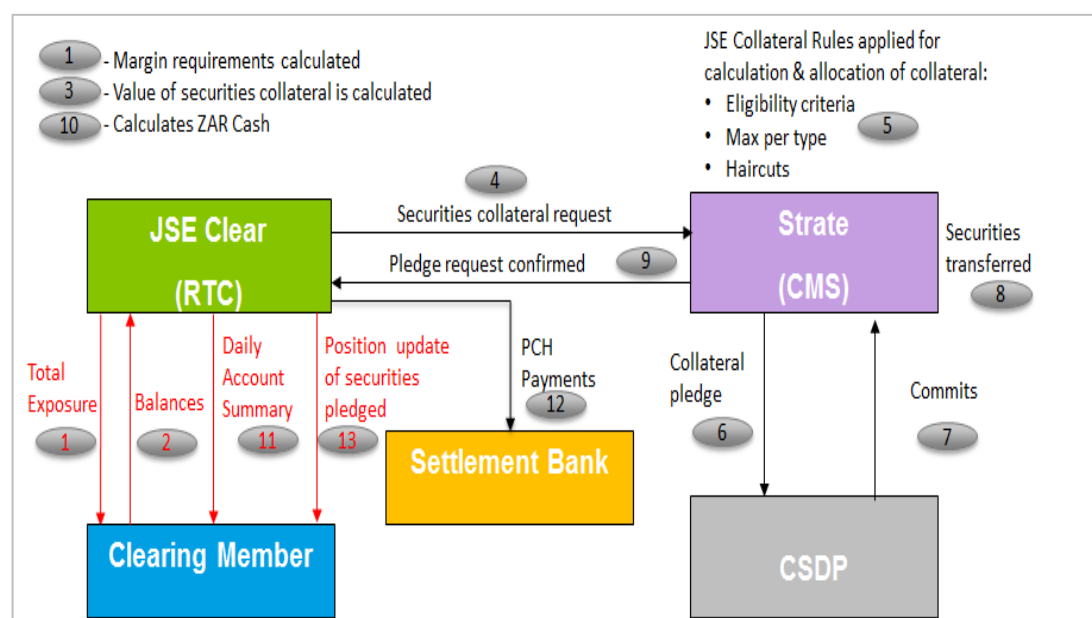 1 - Margin requirements calculated
3 - Value of securities collateral is calculated
10 - Calculates ZAR Cash
JSE Collateral Rules applied for
calculation & allocation of collateral:
• Eligibility criteria
• Max per type
• Haircuts
5
4
Securities collateral request
JSE Clear
(RTC)
Pledge request confirmed
9
Strate
(CMS)
Securities
transferred
8
Total
Exposure
1
Balances
2
Daily
Account
Summary
11
Position update
of securities
pledged
13
PCH
Payments
12
Collateral
pledge
6
Commits
7
Settlement Bank
Clearing Member
CSDP